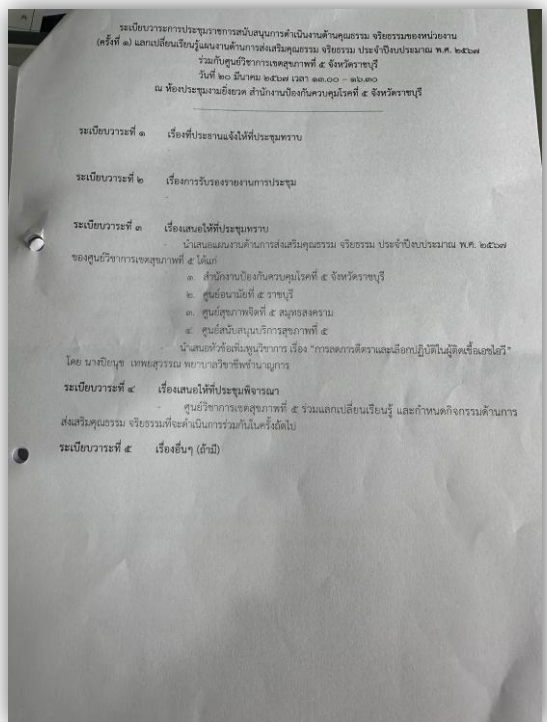 ระเบียบวาระการประชุมราชการสนับสนุนการดำเนินงานด้านคุณธรรม จริยธรรมของหน่วยงาน
(ครั้งที่ ๑) แลกเปลี่ยนเรียนรู้แผนงานด้านการส่งเสริมคุณธรรม จริยธรรม ประจำปีงบประมาณ พ.ศ. ๒๕๖๗
ร่วมกับศูนย์วิชาการเขตสุขภาพที่ ๕ จังหวัดราชบุรี
วันที่ ๒๐ มีนาคม ๒๕๖๗ เวลา ๑๓.๐๐ – ๑๖.๓๐
ณ ห้องประชุมงามยิ่งยวด สำนักงานป้องกันควบคุมโรคที่ ๕ จังหวัดราชบุรี
ระเบียบวาระที่ ๑ เรื่องที่ประธานแจ้งให้ที่ประชุมทราบ
ระเบียบวาระที่ ๒ เรื่องการรับรองรายงานการประชุม
-
ระเบียบวาระที่ ๓ เรื่องเสนอให้ที่ประชุมทราบ
- นำเสนอแผนงานด้านการส่งเสริมคุณธรรม จริยธรรม ประจำปีงบประมาณ พ.ศ. ๒๕๖๗
ของศูนย์วิชาการเขตสุขภาพที่ ๕ ได้แก่
๑. สำนักงานป้องกันควบคุมโรคที่ ๕ จังหวัดราชบุรี
๒. ศูนย์อนามัยที่ ๕ ราชบุรี
๓. ศูนย์สุขภาพจิตที่ ๕ สมุทรสงคราม
๔. ศูนย์สนับสนุนบริการสุขภาพที่ ๕
- นำเสนอหัวข้อเพิ่มพูนวิชาการ เรื่อง "การลดการตีตราและเลือกปฏิบัติในผู้ติดเชื้อเอชไอวี"
โดย นางปิยนุช เทพยสุวรรณ พยาบาลวิชาชีพชำนาญการ
ระเบียบวาระที่ ๔ เรื่องเสนอให้ที่ประชุมพิจารณา
- ศูนย์วิชาการเขตสุขภาพที่ ๕ ร่วมแลกเปลี่ยนเรียนรู้ และกำหนดกิจกรรมด้านการ
ส่งเสริมคุณธรรม จริยธรรมที่จะดำเนินการร่วมกันในครั้งถัดไป
ระเบียบวาระที่ ๕ เรื่องอื่นๆ (ถ้ามี)